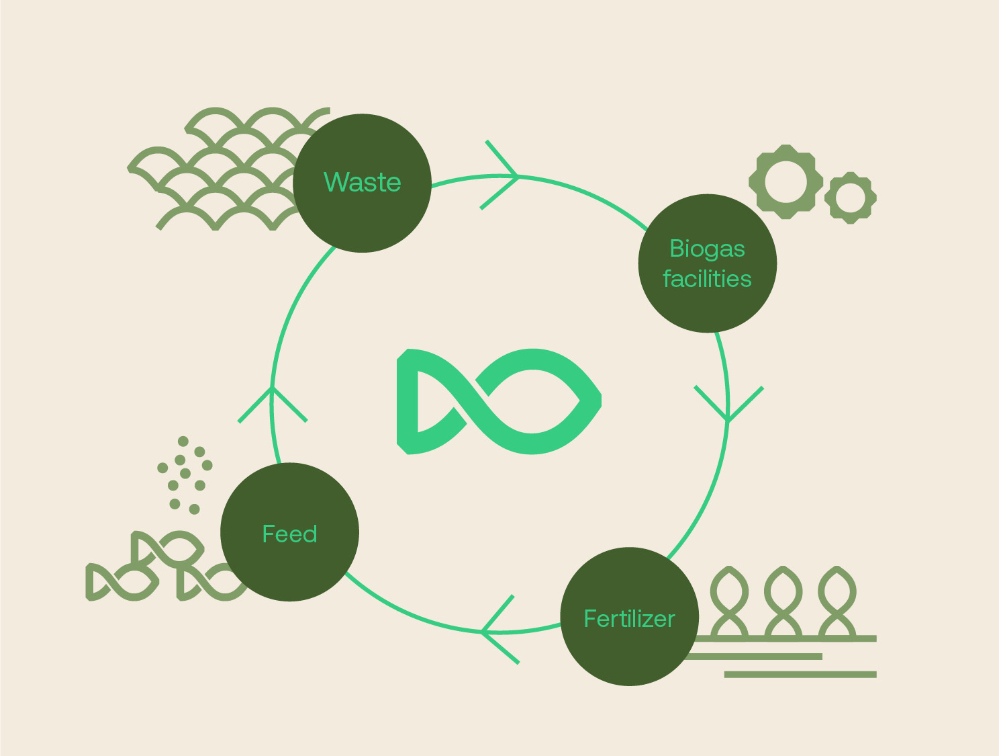 Waste
Biogas
facilities
Feed
Fertilizer